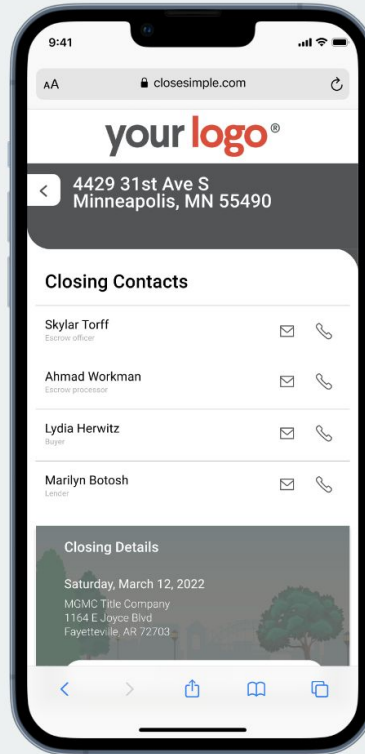 9:41
AA closesimple.com
your logo®
4429 31st Ave S
Minneapolis, MN 55490
Closing Contacts
Skylar Torff
Escrow officer
Ahmad Workman
Escrow processor
Lydia Herwitz
Buyer
Marilyn Botosh
Lender
Closing Details
Saturday, March 12, 2022
MGMC Title Company
1164 E Joyce Blvd
Fayetteville, AR 72703